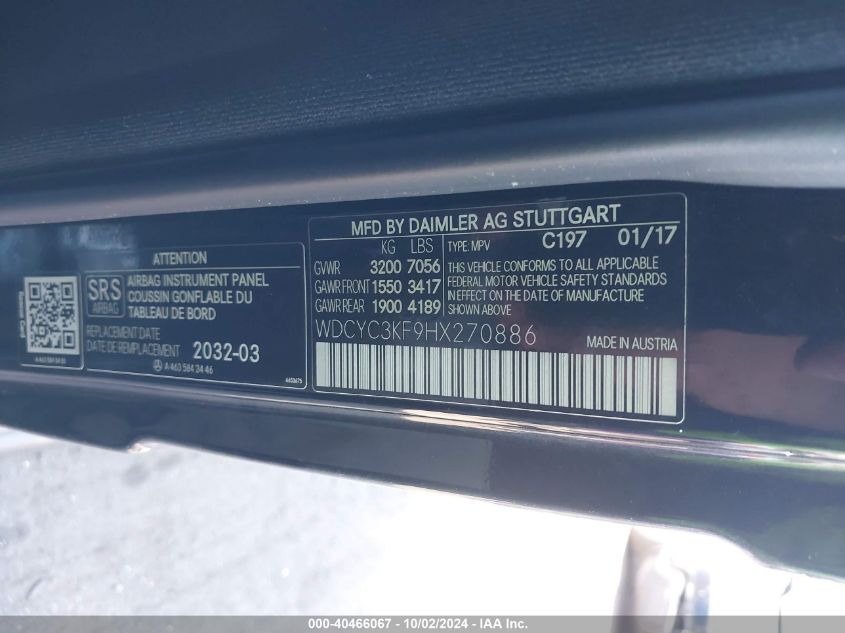 ATTENTION
SRS
AIRBAG
AIRBAG INSTRUMENT PANEL
COUSSIN GONFLABLE DU
TABLEAU DE BORD
REPLACEMENT DATE
DATE DE REMPLACEMENT 2032-03
A 463 584 34 46
MFD BY DAIMLER AG STUTTGART
KG LBS
GVWR 3200 7056
GAWR FRONT 1550 3417
GAWR REAR 1900 4189
TYPE: MPV C197 01/17
THIS VEHICLE CONFORMS TO ALL APPLICABLE
FEDERAL MOTOR VEHICLE SAFETY STANDARDS
IN EFFECT ON THE DATE OF MANUFACTURE
SHOWN ABOVE
WDCYC3KF9HX270886
MADE IN AUSTRIA
000-40466067 - 10/02/2024 - IAA Inc.